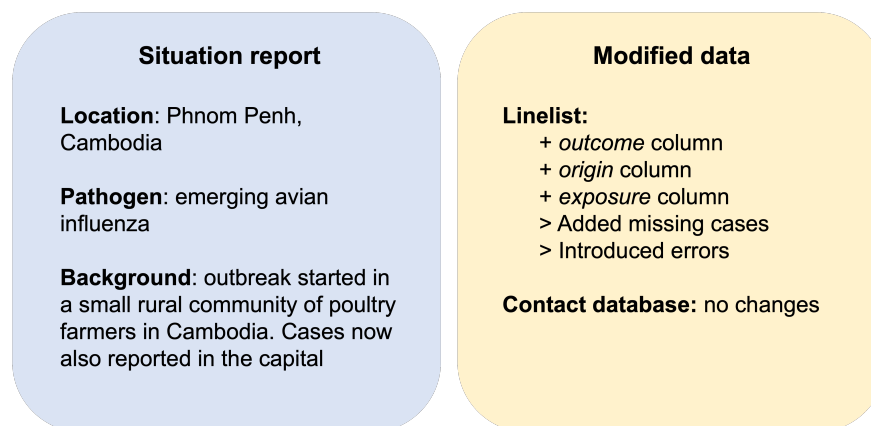 Situation report
Location: Phnom Penh,
Cambodia
Pathogen: emerging avian
influenza
Background: outbreak started in
a small rural community of poultry
farmers in Cambodia. Cases now
also reported in the capital
Modified data
Linelist:
+ outcome column
+ origin column
+ exposure column
> Added missing cases
> Introduced errors
Contact database: no changes